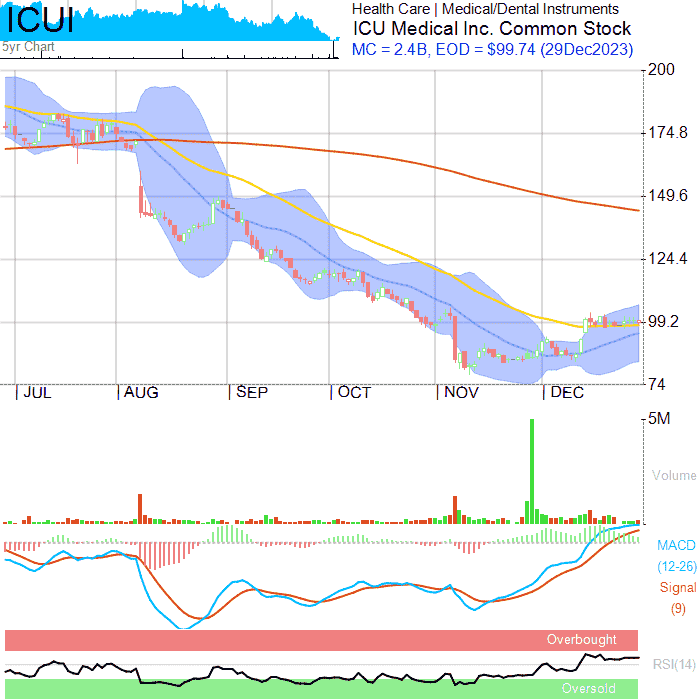 ICUI
5yr Chart
Health Care | Medical/Dental Instruments
ICU Medical Inc. Common Stock
MC = 2.4B, EOD = $99.74 (29Dec2023)
200
174.8
149.6
124.4
99.2
74
JUL
AUG
SEP
OCT
NOV
DEC
5M
Volume
MACD
(12-26)
Signal
(9)
Overbought
RSI(14)
Oversold